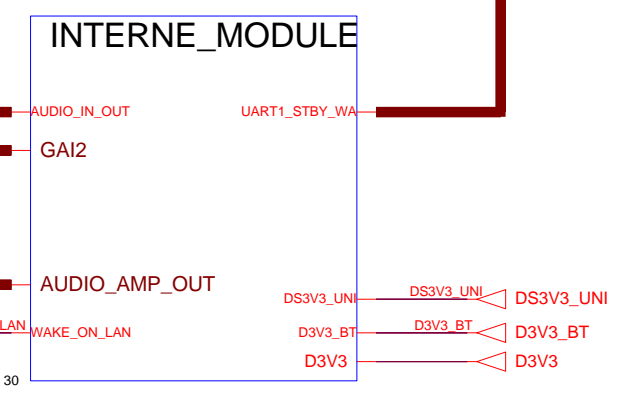 INTERNE_MODULE
AUDIO_IN_OUT UART1_STBY_WA
GAI2
AUDIO_AMP_OUT
DS3V3_UNI DS3V3_UNI DS3V3_UNI
LAN WAKE_ON_LAN D3V3_BT D3V3_BT D3V3_BT
D3V3 D3V3
30